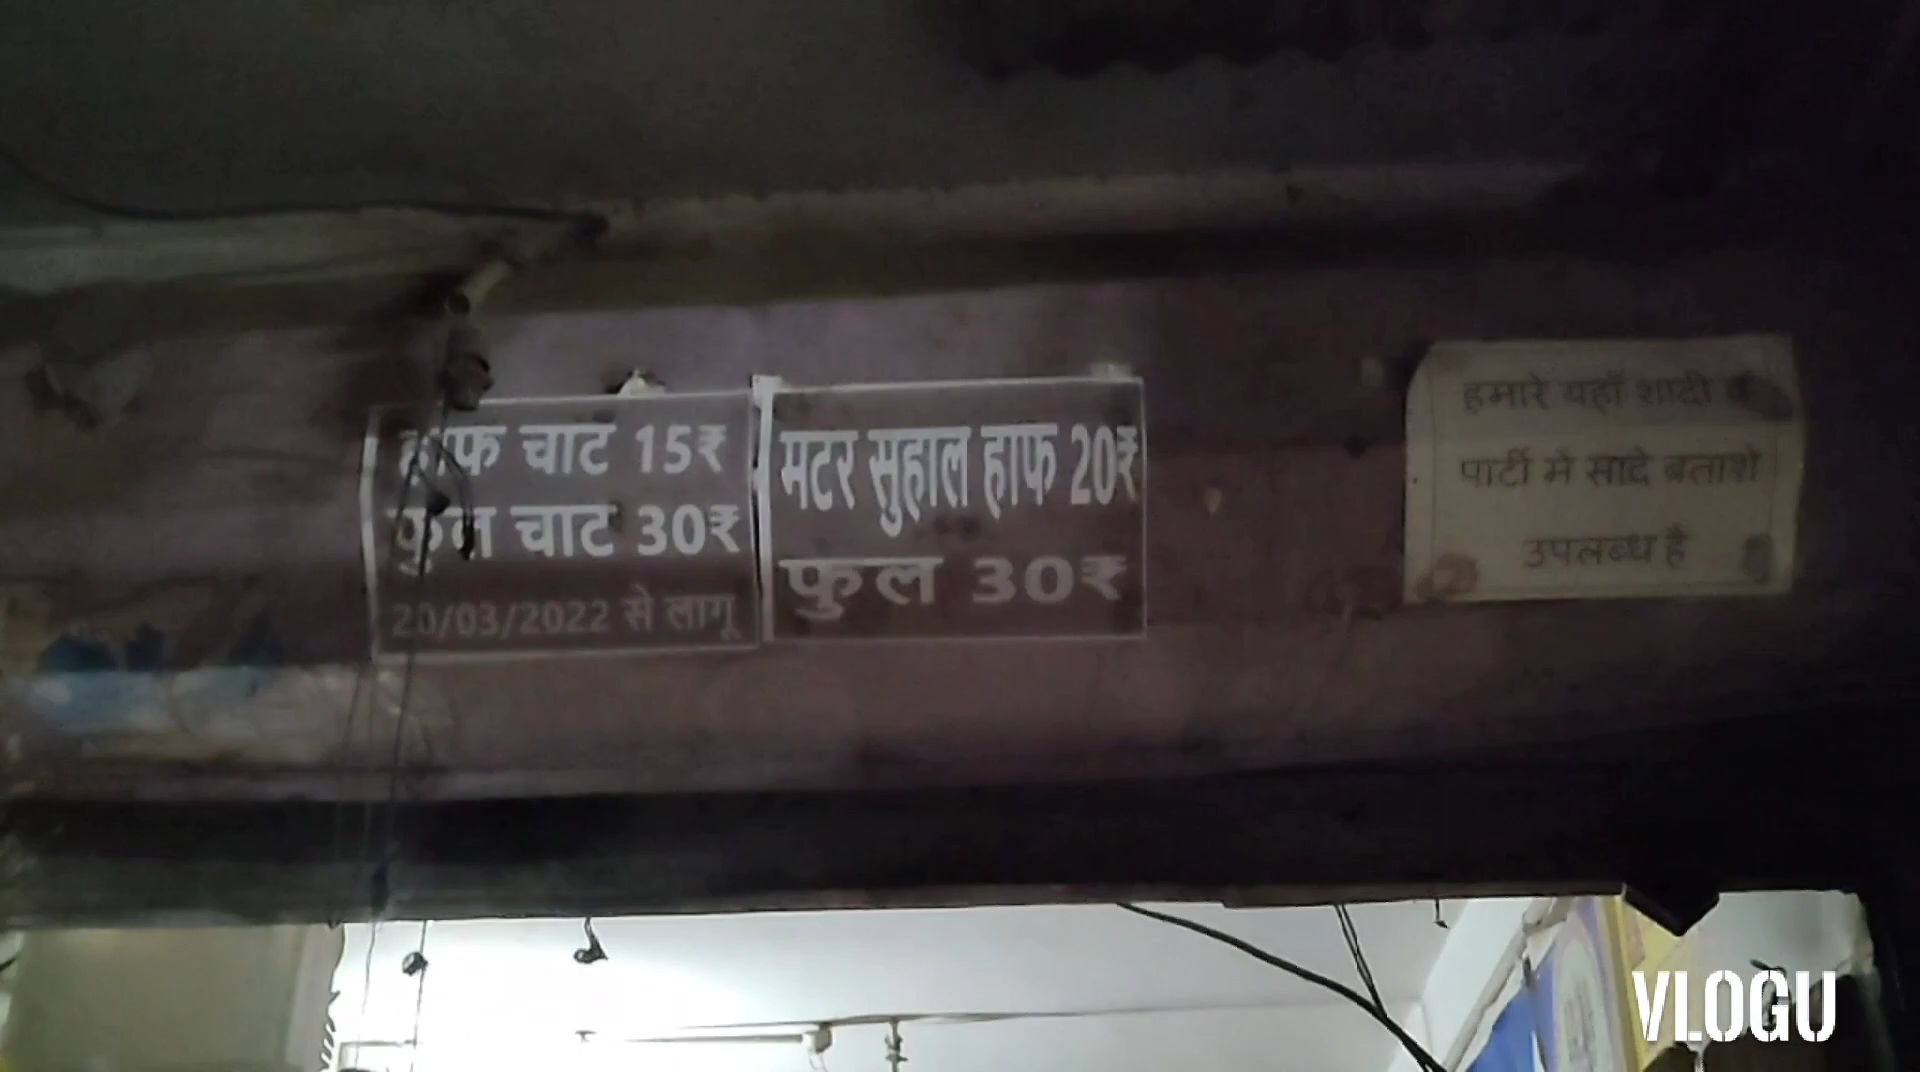 हाफ चाट 15₹
फुल चाट 30₹
20/03/2022 से लागू
मटर सुहाल हाफ 20₹
फुल 30₹
हमारे यहाँ शादी व
पार्टी मे सादे बताशे
उपलब्ध है
VLOGU